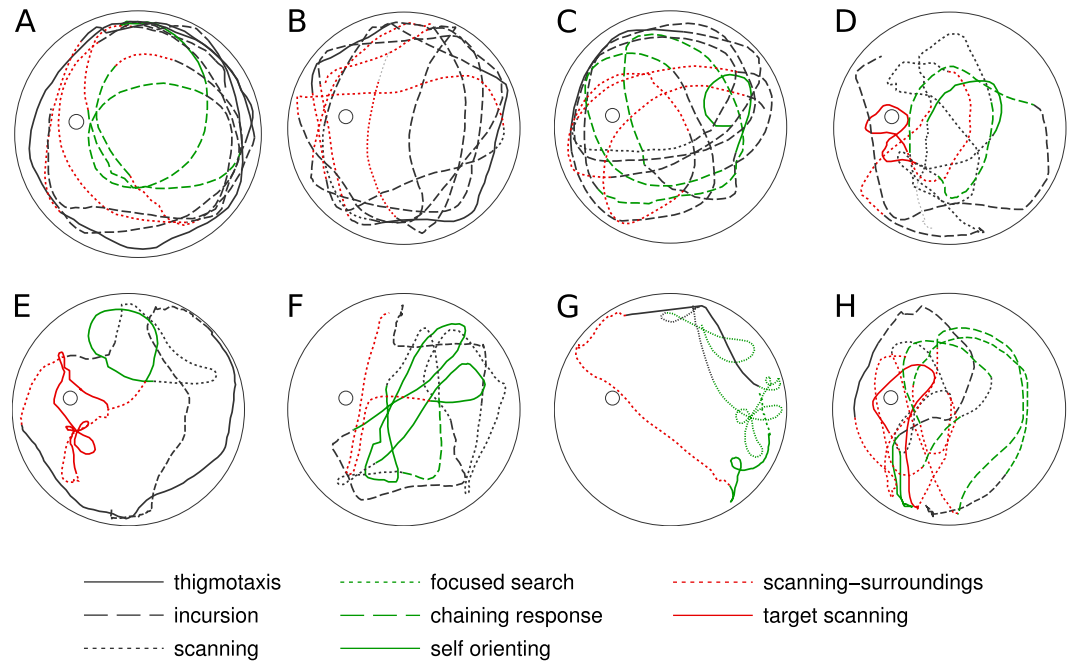 A B C D
E F G H
thigmotaxis focused search scanning–surroundings
incursion chaining response target scanning
scanning self orienting